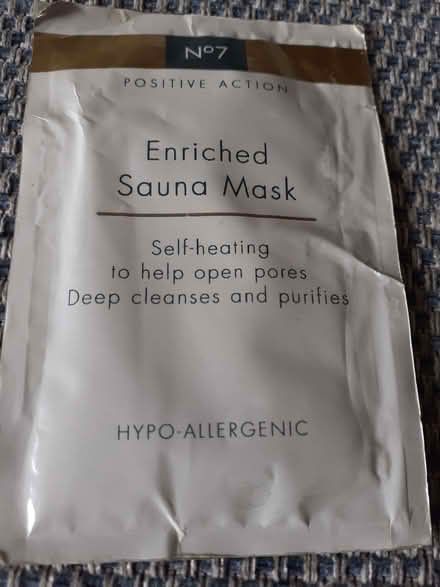 Nº7
POSITIVE ACTION
Enriched
Sauna Mask
Self-heating
to help open pores
Deep cleanses and purifies
HYPO-ALLERGENIC